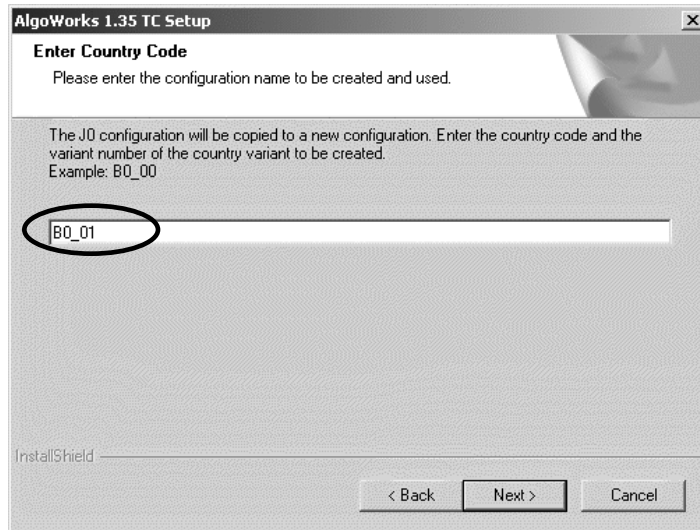 AlgoWorks 1.35 TC Setup
Enter Country Code
Please enter the configuration name to be created and used.
The J0 configuration will be copied to a new configuration. Enter the country code and the
variant number of the country variant to be created.
Example: B0_00
B0_01
InstallShield
< Back
Next >
Cancel